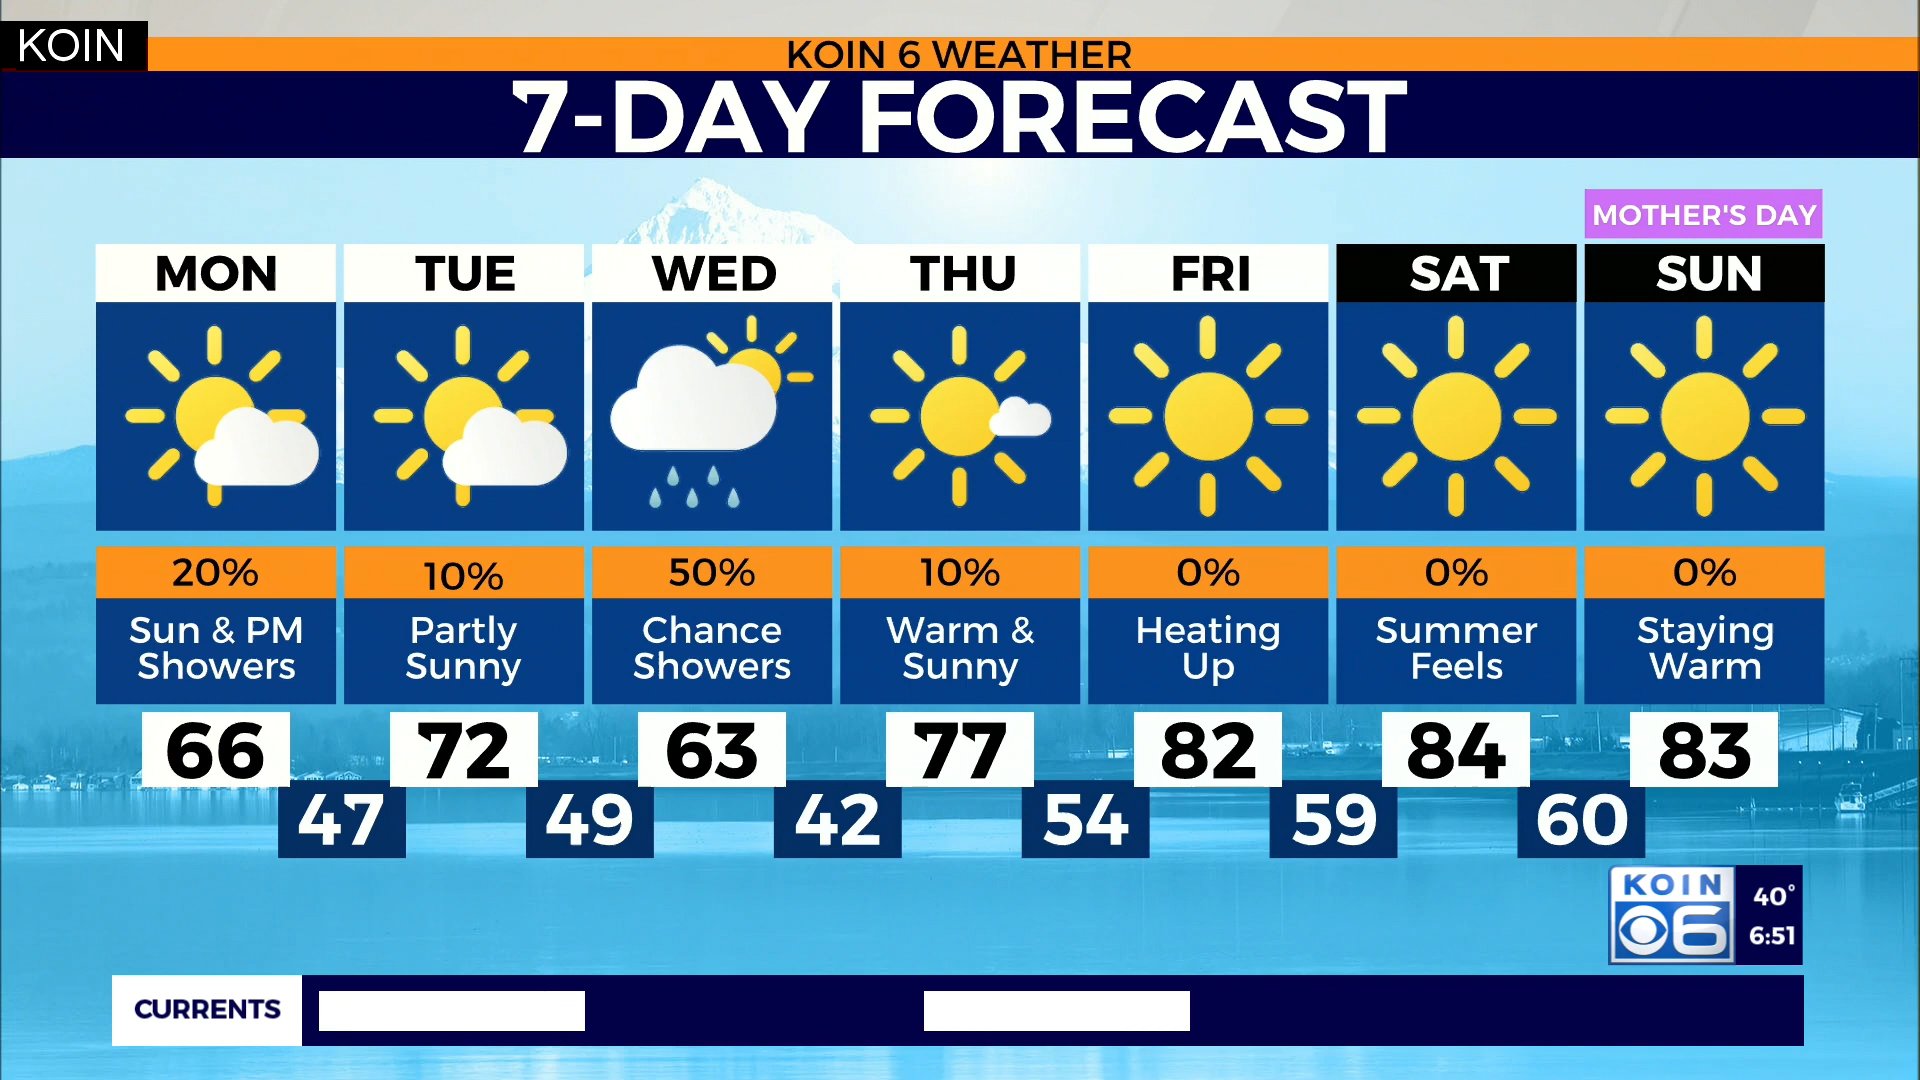 KOIN
KOIN 6 WEATHER
7-DAY FORECAST
MOTHER'S DAY
MON TUE WED THU FRI SAT SUN
20% 10% 50% 10% 0% 0% 0%
Sun & PM Partly Chance Warm & Heating Summer Staying
Showers Sunny Showers Sunny Up Feels Warm
66 72 63 77 82 84 83
47 49 42 54 59 60
KOIN 40°
6 6:51
CURRENTS